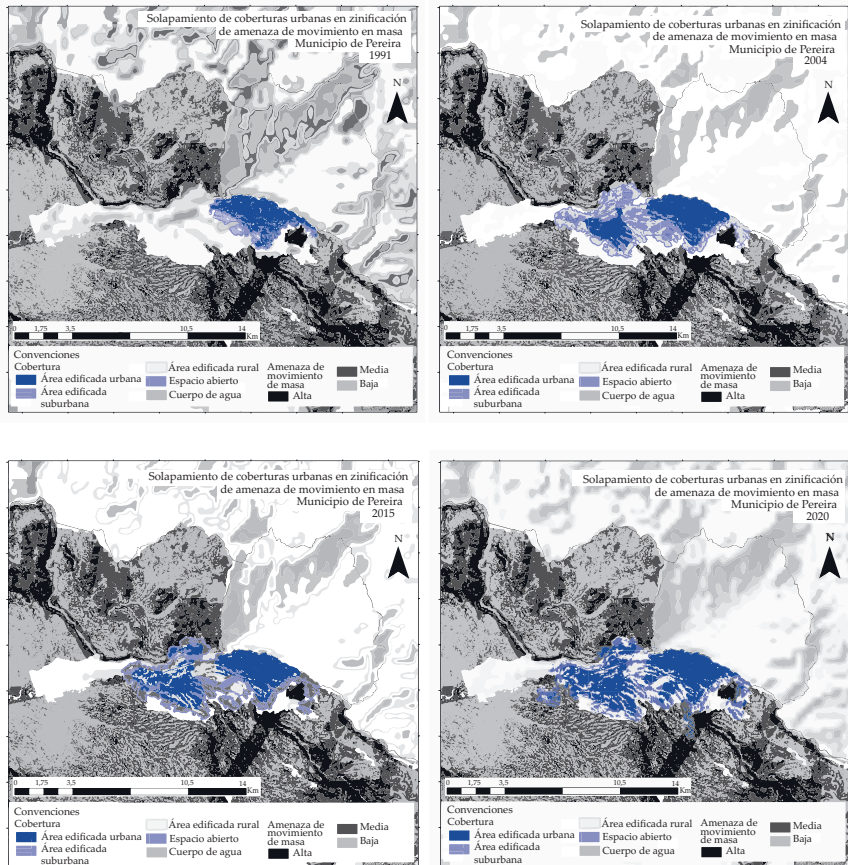 Solapamiento de coberturas urbanas en zinificación
de amenaza de movimiento en masa
Municipio de Pereira
1991
N
0 1,75 3,5 10,5 14
Km
Convenciones
Cobertura
Área edificada urbana
Área edificada
suburbana
Área edificada rural
Espacio abierto
Cuerpo de agua
Amenaza de
movimiento
de masa
Alta
Media
Baja
Solapamiento de coberturas urbanas en zinificación
de amenaza de movimiento en masa
Municipio de Pereira
2004
N
0 1,75 3,5 10,5 14
Km
Convenciones
Cobertura
Área edificada urbana
Área edificada
suburbana
Área edificada rural
Espacio abierto
Cuerpo de agua
Amenaza de
movimiento
de masa
Alta
Media
Baja
Solapamiento de coberturas urbanas en zinificación
de amenaza de movimiento en masa
Municipio de Pereira
2015
N
0 1,75 3,5 10,5 14
Km
Convenciones
Cobertura
Área edificada urbana
Área edificada
suburbana
Área edificada rural
Espacio abierto
Cuerpo de agua
Amenaza de
movimiento
de masa
Alta
Media
Baja
Solapamiento de coberturas urbanas en zinificación
de amenaza de movimiento en masa
Municipio de Pereira
2020
N
0 1,75 3,5 10,5 14
Km
Convenciones
Cobertura
Área edificada urbana
Área edificada
suburbana
Área edificada rural
Espacio abierto
Cuerpo de agua
Amenaza de
movimiento
de masa
Alta
Media
Baja